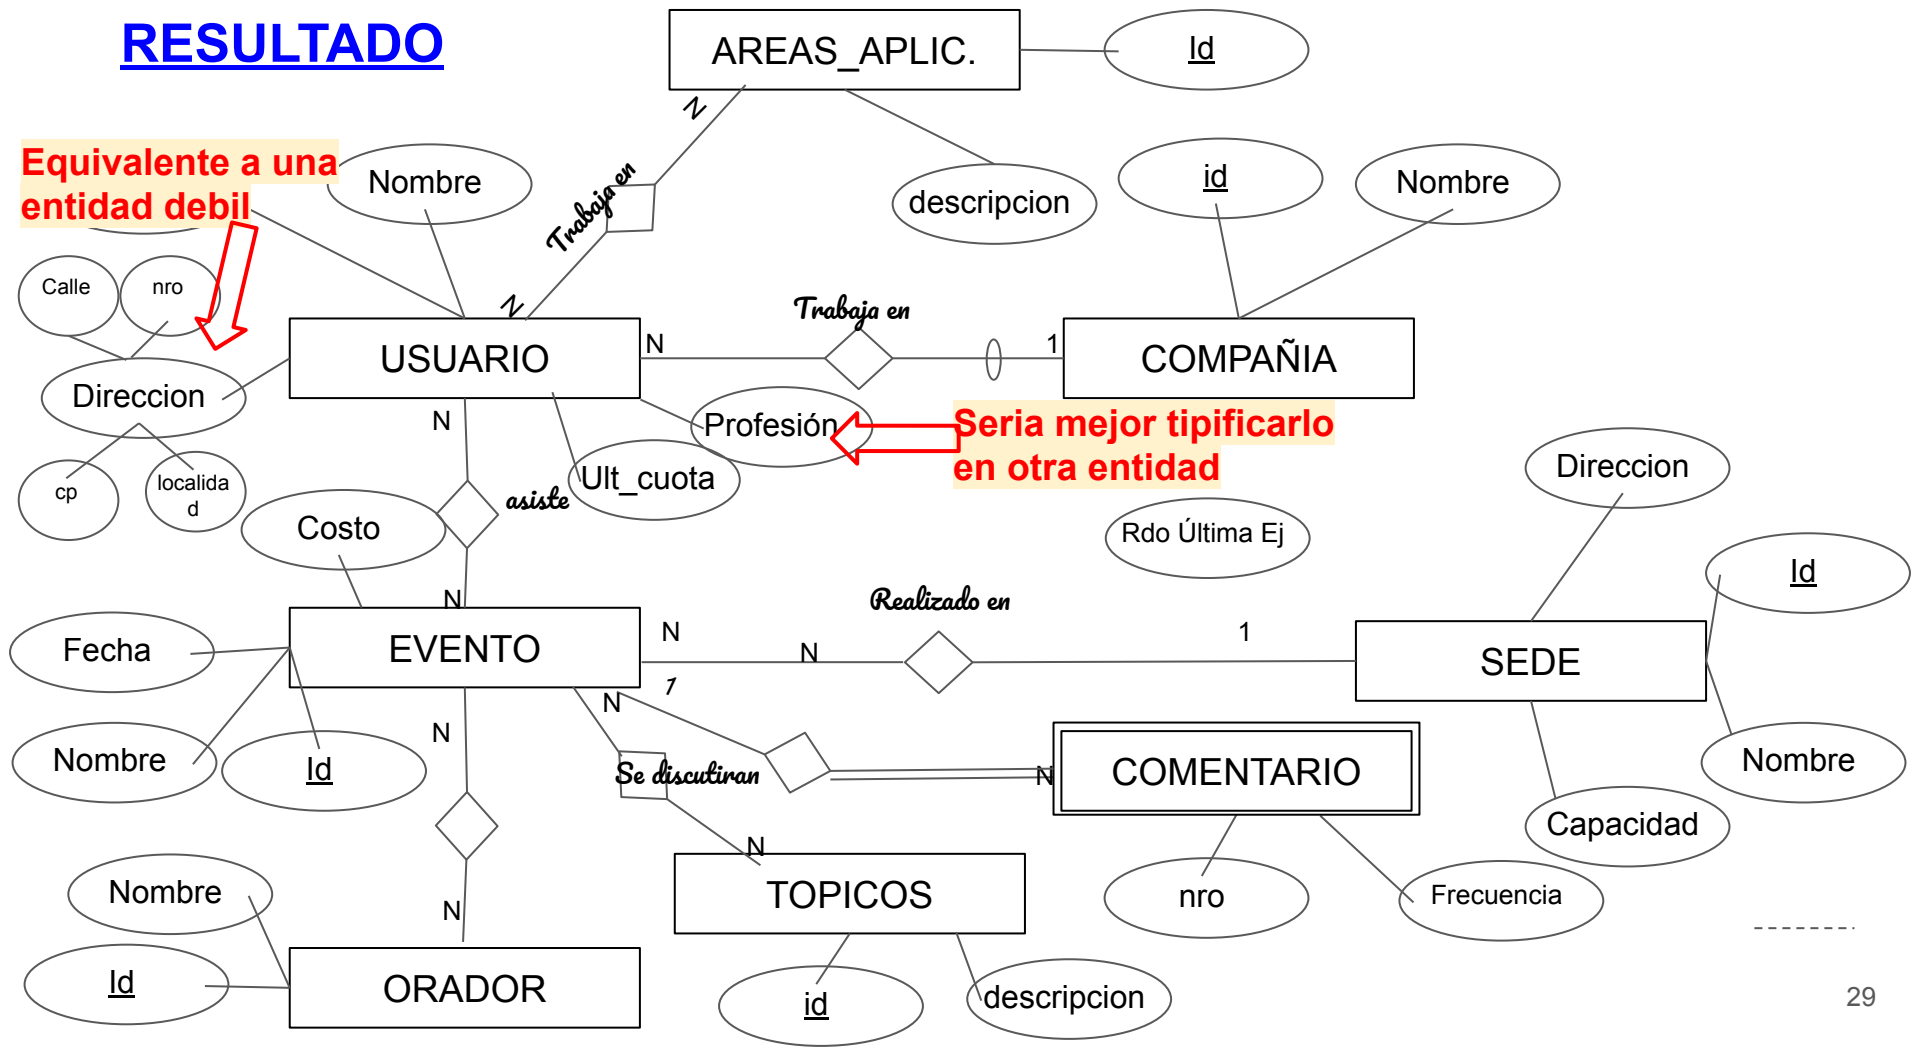 RESULTADO
AREAS_APLIC.
Id
N
Equivalente a una
entidad debil
Nombre
Trabaja en
descripcion
id
Nombre
Calle
nro
N
Trabaja en
USUARIO
N
1
COMPAÑIA
Direccion
N
Profesión
Seria mejor tipificarlo
en otra entidad
Ult_cuota
cp
localida
d
asiste
Costo
Rdo Última Ej
Direccion
Id
N
Realizado en
Fecha
EVENTO
N
N
1
SEDE
1
N
N
Nombre
Id
Se discutiran
N
COMENTARIO
Nombre
Capacidad
N
Nombre
N
TOPICOS
nro
Frecuencia
Id
ORADOR
id
descripcion
29